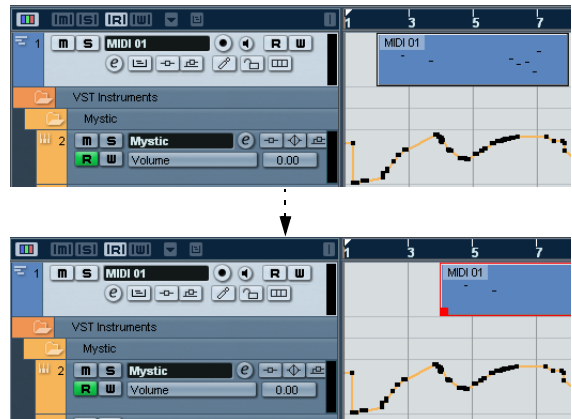 [m] [S] [R] [W] 1 3 5 7
1 m S MIDI 01 R W MIDI 01
e
VST Instruments
Mystic
2 m S Mystic e
R W Volume 0.00
[m] [S] [R] [W] 1 3 5 7
1 m S MIDI 01 R W MIDI 01
e
VST Instruments
Mystic
2 m S Mystic e
R W Volume 0.00